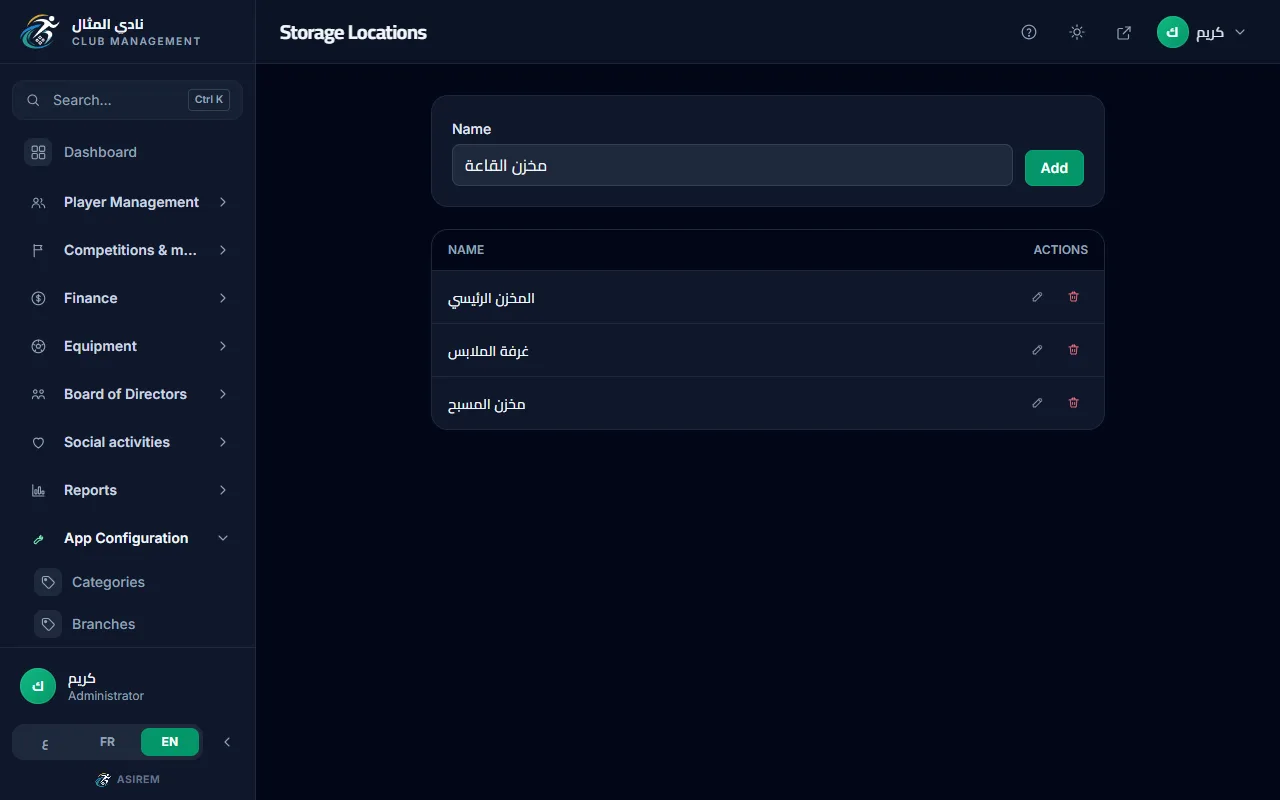 نادي المثال
CLUB MANAGEMENT
Search...
Ctrl K
Dashboard
Player Management
Competitions & m...
Finance
Equipment
Board of Directors
Social activities
Reports
App Configuration
Categories
Branches
ك
كريم
Administrator
ع
FR
EN
ASIREM
Storage Locations
ك
كريم
Name
مخزن القاعة
Add
NAME
ACTIONS
المخزن الرئيسي
غرفة الملابس
مخزن المسبح